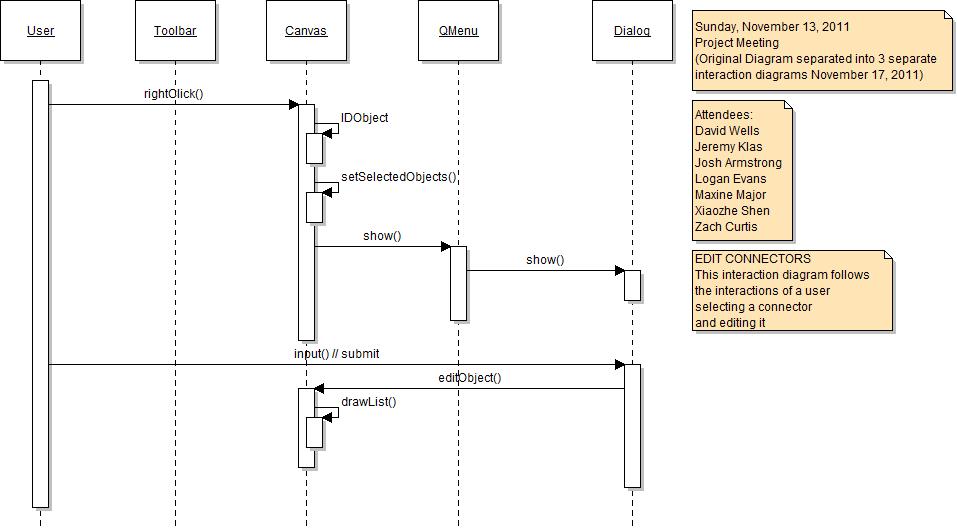 User
Toolbar
Canvas
QMenu
Dialog
Sunday, November 13, 2011
Project Meeting
(Original Diagram separated into 3 separate
interaction diagrams November 17, 2011)
rightOlick()
IDObject
Attendees:
David Wells
Jeremy Klas
Josh Armstrong
Logan Evans
Maxine Major
Xiaozhe Shen
Zach Curtis
setSelectedObjects()
show()
show()
EDIT CONNECTORS
This interaction diagram follows
the interactions of a user
selecting a connector
and editing it
input() // submit
editObject()
drawList()